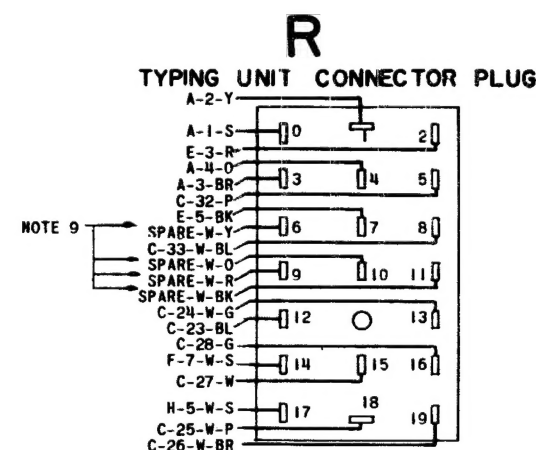 R
TYPING UNIT CONNECTOR PLUG
A-2-Y
A-1-S 0 1 2
E-3-R
A-4-O
A-3-BR 3 4 5
C-32-P
E-5-BK
NOTE 9 SPARE-W-Y 6 7 8
C-33-W-BL
SPARE-W-O
SPARE-W-R 9 10 11
SPARE-W-BK
C-24-W-G
C-23-BL 12 13
C-28-G
F-7-W-S 14 15 16
C-27-W
H-5-W-S 17 18 19
C-25-W-P
C-26-W-BR